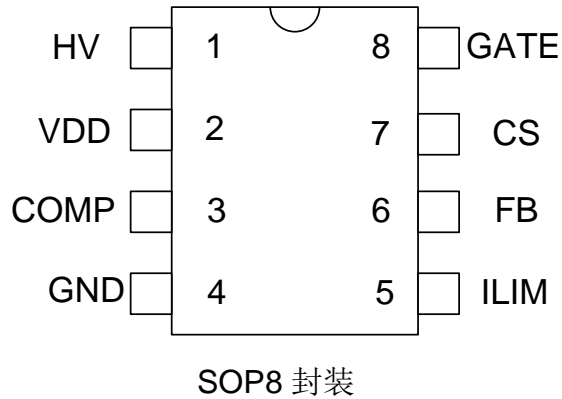 HV 1 8 GATE
VDD 2 7 CS
COMP 3 6 FB
GND 4 5 ILIM
SOP8 封装